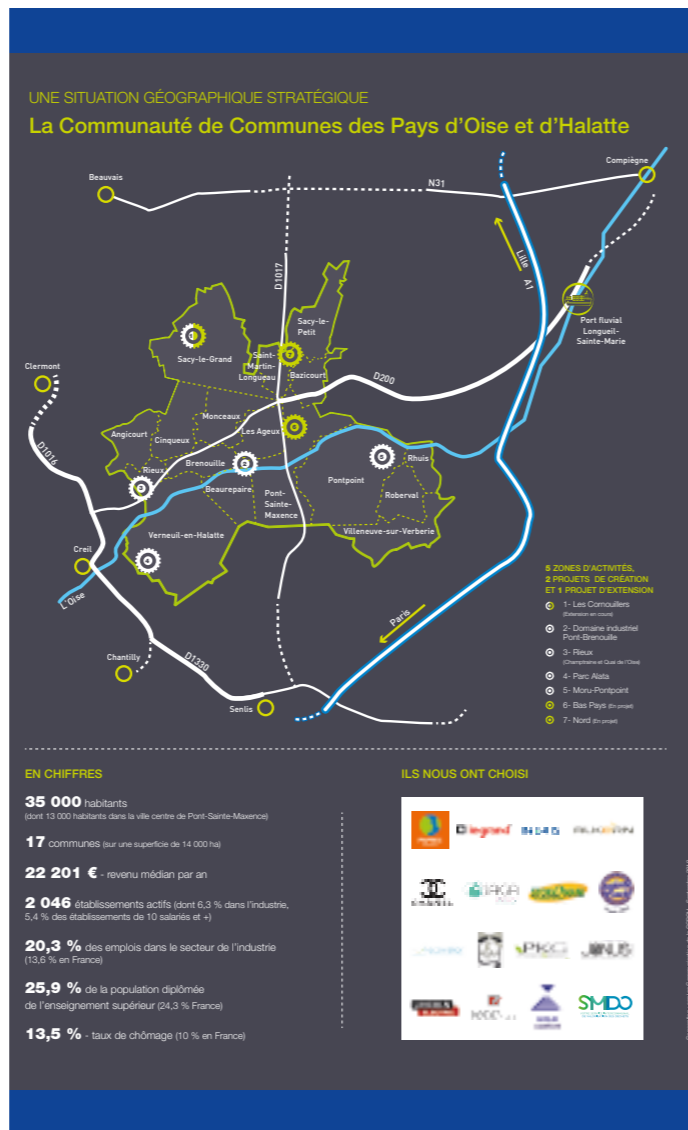 UNE SITUATION GÉOGRAPHIQUE STRATÉGIQUE
La Communauté de Communes des Pays d'Oise et d'Halatte
Compiègne
Beauvais
N31
Lille
A1
D1017
Port fluvial
Longueil-
Sainte-Marie
Sacy-le-
Petit
1
Sacy-le-Grand
Saint-
Martin-
Longueau
Bazicourt
Clermont
D200
Monceaux
Les Ageux
Angicourt
Cinqueux
D1016
Rieux
3
Brenouille
2
5
Rhuis
Pontpoint
Beaurepaire
Pont-
Sainte-
Maxence
Roberval
Verneuil-en-Halatte
4
Villeneuve-sur-Verberie
Creil
L'Oise
Paris
Chantilly
D1330
Senlis
5 ZONES D'ACTIVITÉS,
2 PROJETS DE CRÉATION
ET 1 PROJET D'EXTENSION
1- Les Cornouillers
(Extension en cours)
2- Domaine industriel
Pont-Brenouille
3- Rieux
(Champtraine et Quai de l'Oise)
4- Parc Alata
5- Moru-Pontpoint
6- Bas Pays (En projet)
7- Nord (En projet)
EN CHIFFRES
35 000 habitants
(dont 13 000 habitants dans la ville centre de Pont-Sainte-Maxence)
17 communes (sur une superficie de 14 000 ha)
22 201 € - revenu médian par an
2 046 établissements actifs (dont 6,3 % dans l'industrie,
5,4 % des établissements de 10 salariés et +)
20,3 % des emplois dans le secteur de l'industrie
(13,6 % en France)
25,9 % de la population diplômée
de l'enseignement supérieur (24,3 % France)
13,5 % - taux de chômage (10 % en France)
ILS NOUS ONT CHOISI
legrand
CHANEL
PKG
SMDO